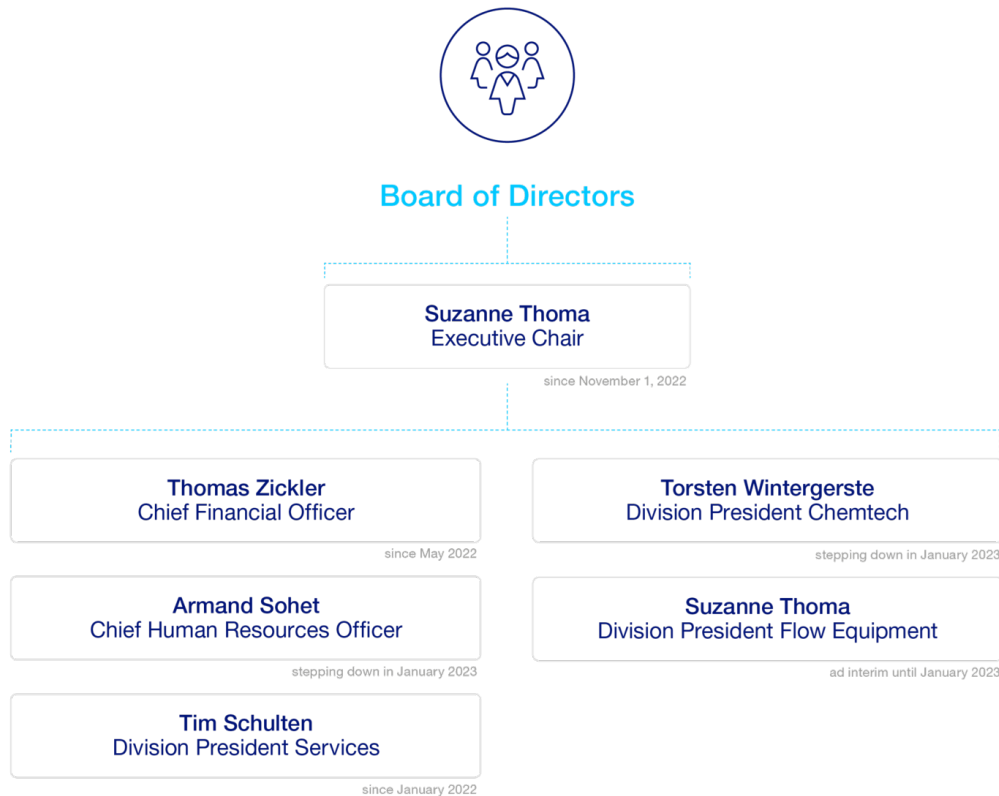 Board of Directors
Suzanne Thoma
Executive Chair
since November 1, 2022
Thomas Zickler
Chief Financial Officer
since May 2022
Armand Sohet
Chief Human Resources Officer
stepping down in January 2023
Tim Schulten
Division President Services
since January 2022
Torsten Wintergerste
Division President Chemtech
stepping down in January 2023
Suzanne Thoma
Division President Flow Equipment
ad interim until January 2023